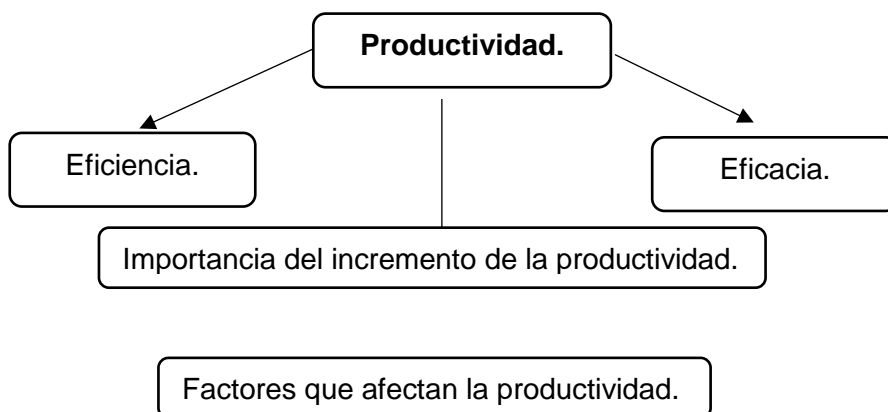 Productividad.
Eficiencia.
Eficacia.
Importancia del incremento de la productividad.
Factores que afectan la productividad.